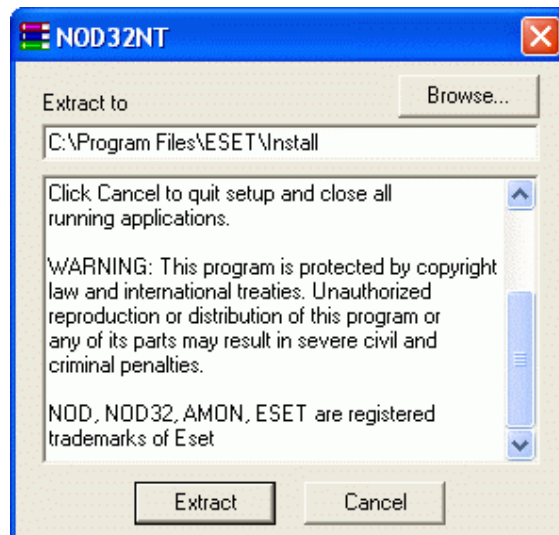 NOD32NT
Extract to
Browse...
C:\Program Files\ESET\Install
Click Cancel to quit setup and close all
running applications.
WARNING: This program is protected by copyright
law and international treaties. Unauthorized
reproduction or distribution of this program or
any of its parts may result in severe civil and
criminal penalties.
NOD, NOD32, AMON, ESET are registered
trademarks of Eset
Extract
Cancel